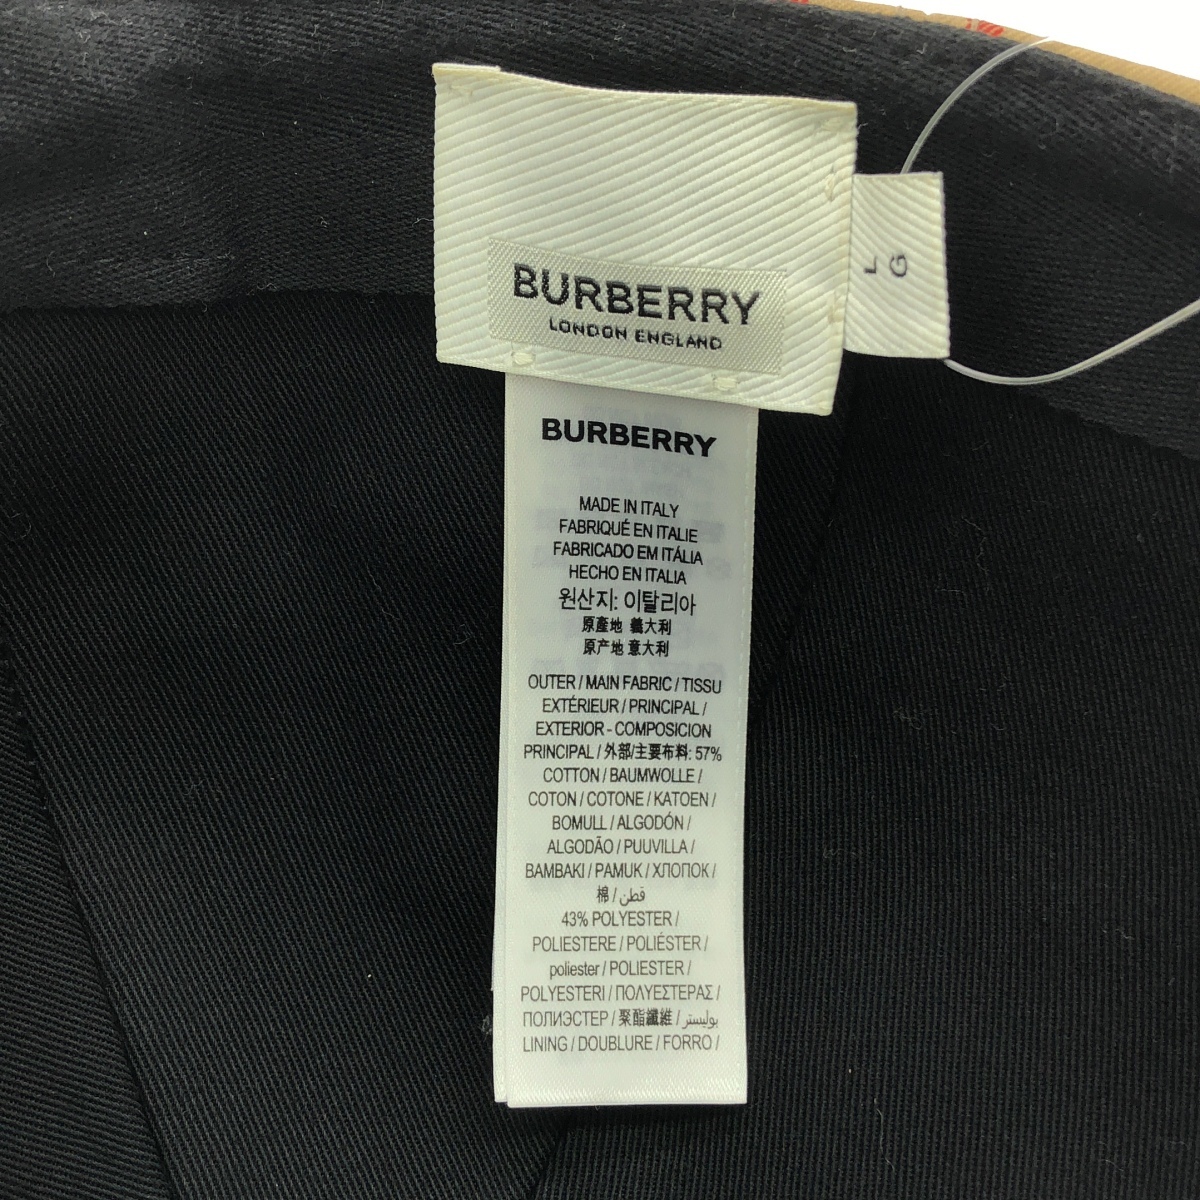 BURBERRY
LONDON ENGLAND
L
G
BURBERRY
MADE IN ITALY
FABRIQUÉ EN ITALIE
FABRICADO EM ITÁLIA
HECHO EN ITALIA
원산지: 이탈리아
原產地 義大利
原产地 意大利
OUTER / MAIN FABRIC / TISSU
EXTÉRIEUR / PRINCIPAL /
EXTERIOR - COMPOSICION
PRINCIPAL / 外部/主要布料: 57%
COTTON / BAUMWOLLE /
COTON / COTONE / KATOEN /
BOMULL / ALGODÓN /
ALGODÃO / PUUVILLA /
BAMBAKI / PAMUK / ХЛОПОК /
棉 / قطن
43% POLYESTER /
POLIESTERE / POLIÉSTER /
poliester / POLIESTER /
POLYESTERI / ΠΟΛΥΕΣΤΕΡΑΣ /
ПОЛИЭСТЕР / 聚酯纖維 / بوليستر
LINING / DOUBLURE / FORRO /